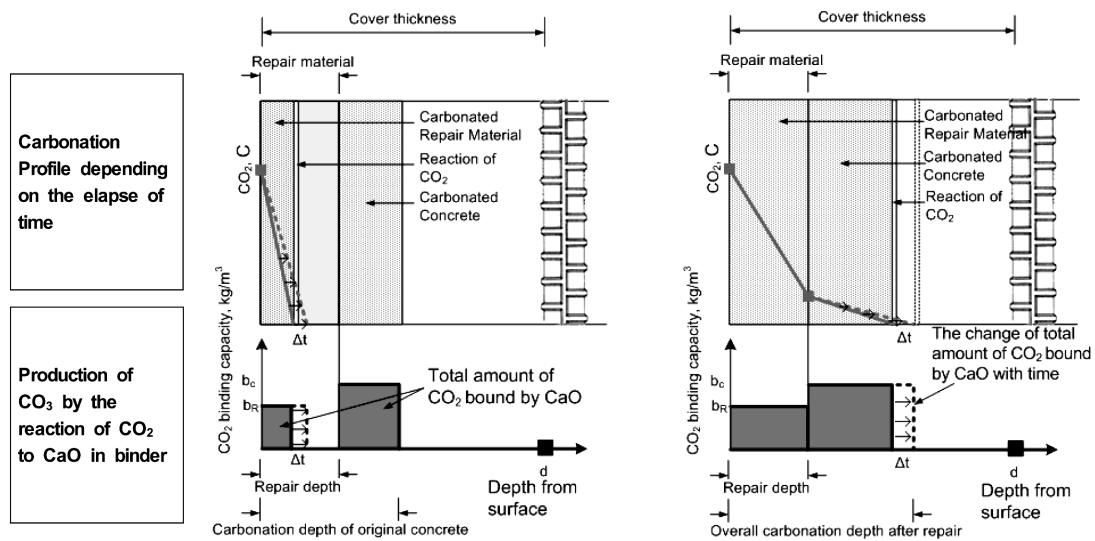 Carbonation
Profile depending
on the elapse of
time
Production of
CO3 by the
reaction of CO2
to CaO in binder
Cover thickness
Repair material
Carbonated
Repair Material
Reaction of
CO2
Carbonated
Concrete
CO2, C
Δt
CO2 binding capacity, kg/m3
bc
bR
Total amount of
CO2 bound by CaO
Δt
d
Repair depth
Depth from
surface
Carbonation depth of original concrete
Cover thickness
Repair material
Carbonated
Repair Material
Carbonated
Concrete
Reaction of
CO2
CO2, C
Δt
The change of total
amount of CO2 bound
by CaO with time
CO2 binding capacity, kg/m3
bc
bR
Δt
d
Repair depth
Depth from
surface
Overall carbonation depth after repair